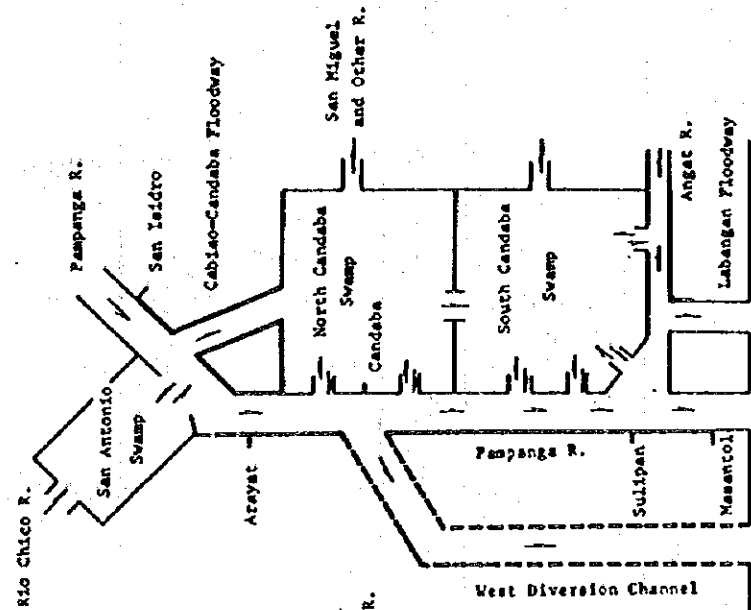 Rio Chico R.
San Antonio
Swamp
Pampanga R.
San Isidro
Cabiao-Candaba Floodway
San Miguel
and Other R.
North Candaba
Swamp
Candaba
Arayat
South Candaba
Swamp
Angat R.
Labangan Floodway
Pampanga R.
Sulipan
Masantol
R.
West Diversion Channel